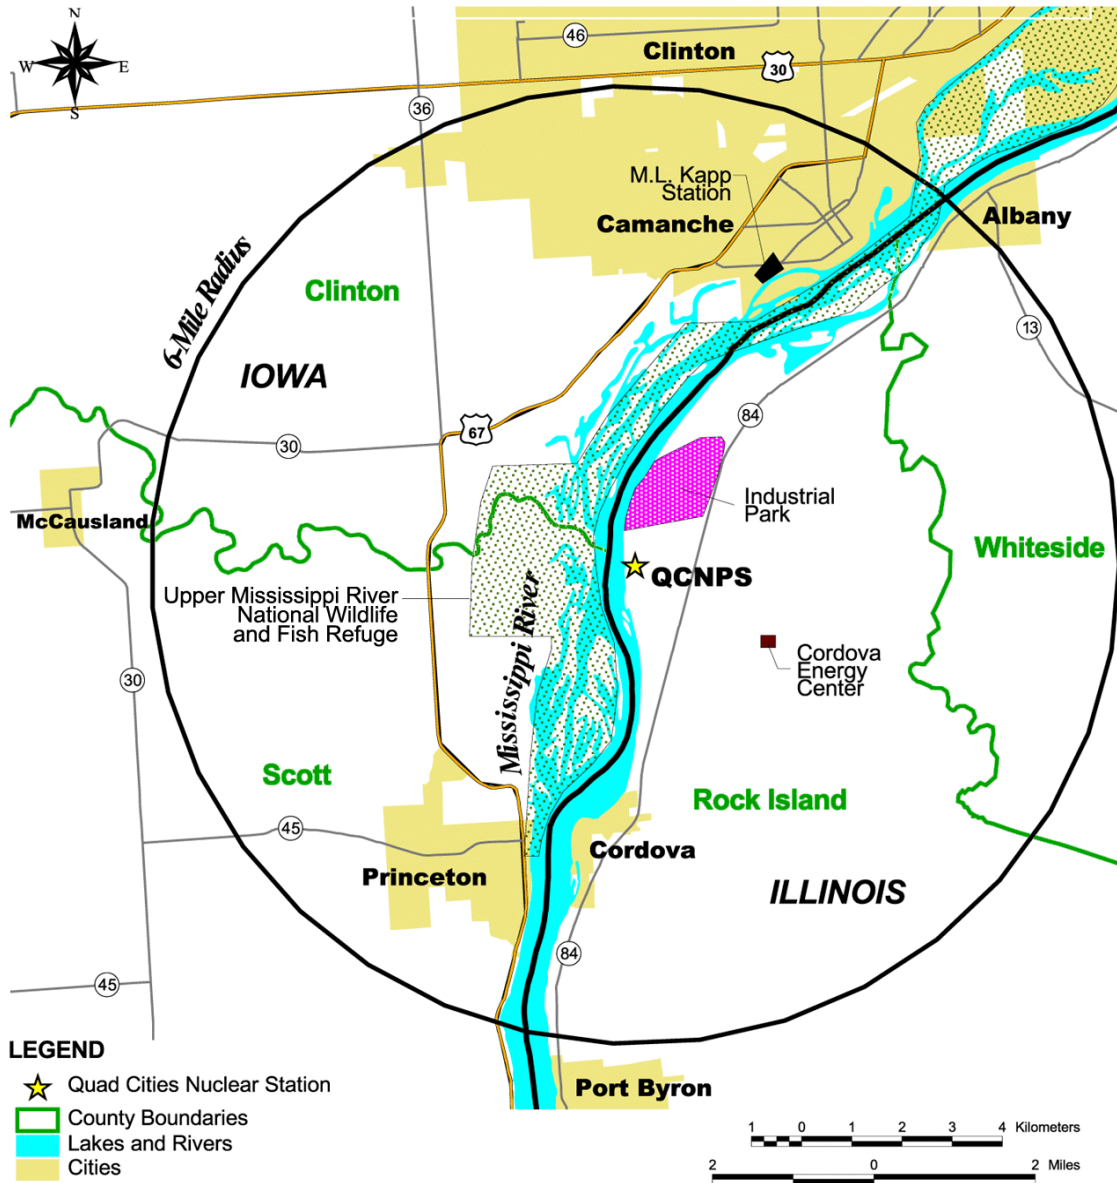 N
W
E
S
46
Clinton
30
36
M.L. Kapp
Station
Camanche
Albany
6-Mile Radius
Clinton
13
IOWA
84
67
30
Industrial
Park
McCausland
Whiteside
QCNPS
Upper Mississippi River
National Wildlife
and Fish Refuge
Mississippi River
Cordova
Energy
Center
30
Scott
Rock Island
45
Cordova
Princeton
ILLINOIS
84
45
LEGEND
Quad Cities Nuclear Station
County Boundaries
Lakes and Rivers
Cities
Port Byron
1 0 1 2 3 4 Kilometers
2 0 2 Miles